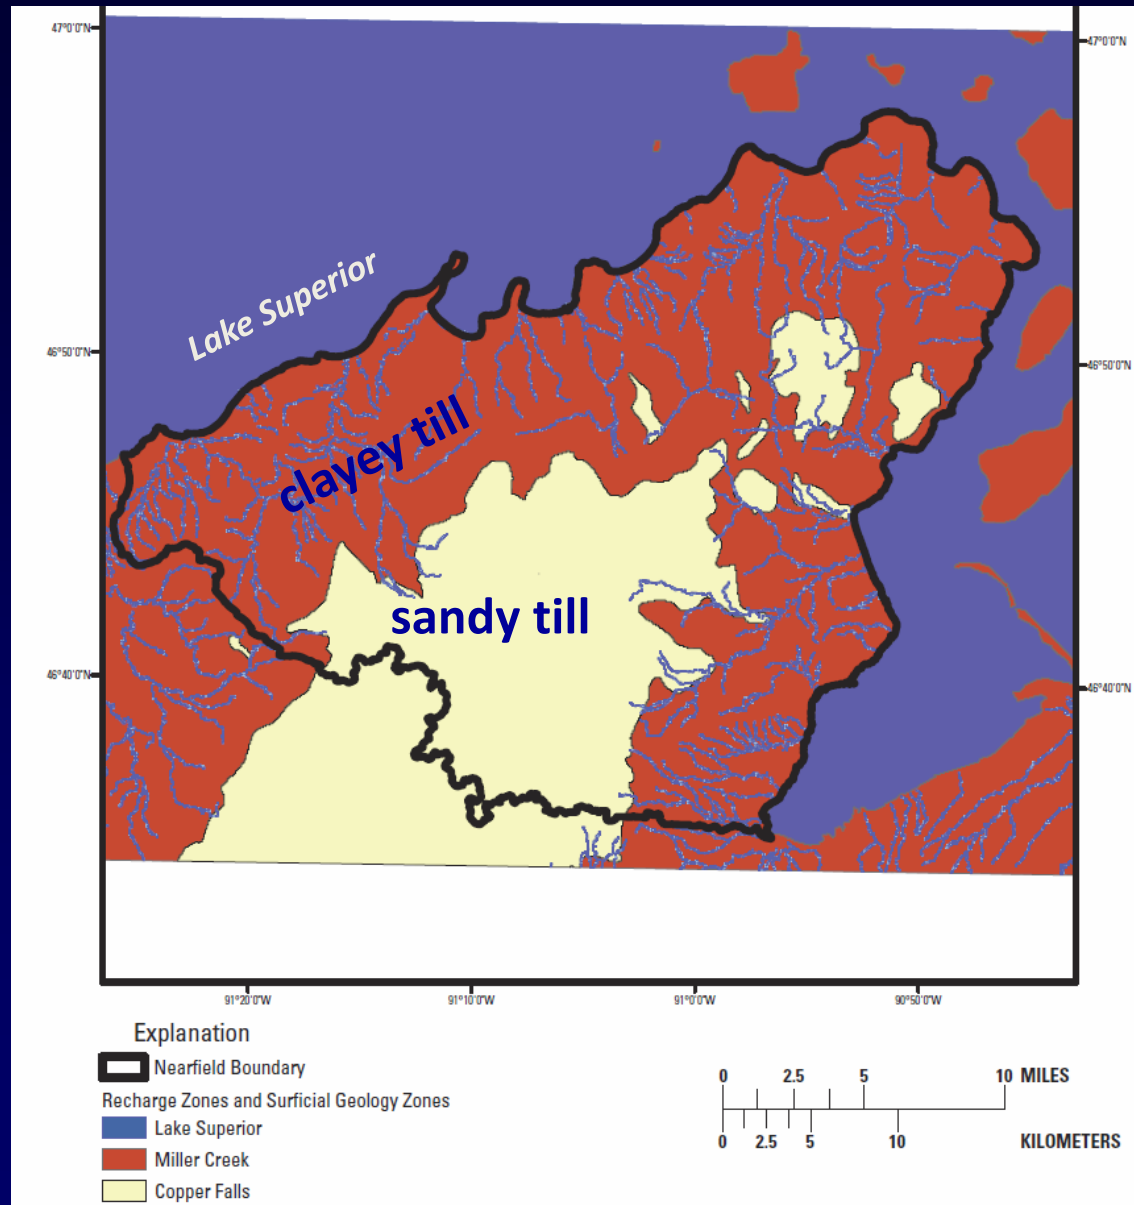 47°0'0"N
47°0'0"N
Lake Superior
46°50'0"N
46°50'0"N
clayey till
sandy till
46°40'0"N
46°40'0"N
91°20'0"W
91°10'0"W
91°0'0"W
90°50'0"W
Explanation
Nearfield Boundary
Recharge Zones and Surficial Geology Zones
Lake Superior
Miller Creek
Copper Falls
0 2.5 5 10 MILES
0 2.5 5 10 KILOMETERS